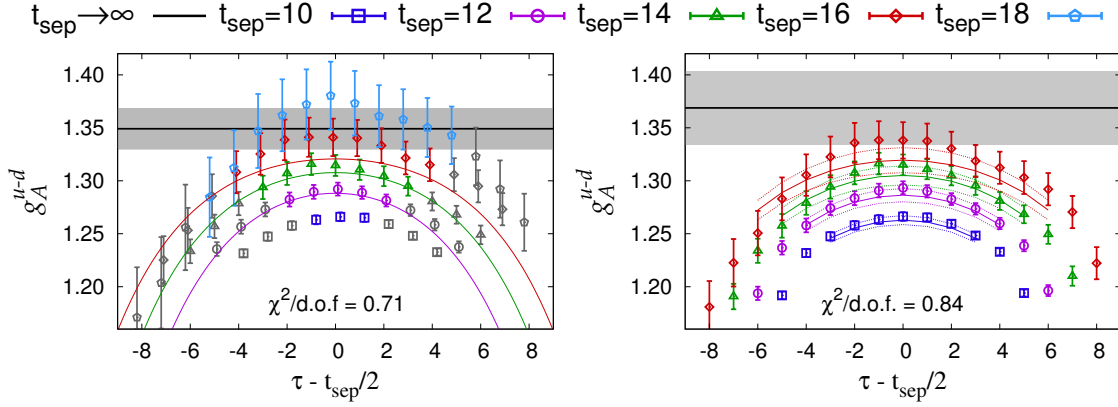 t_sep→∞ t_sep=10 t_sep=12 t_sep=14 t_sep=16 t_sep=18
g_A^{u-d}
1.40
1.35
1.30
1.25
1.20
χ²/d.o.f = 0.71
-8 -6 -4 -2 0 2 4 6 8
τ - t_sep/2
g_A^{u-d}
1.40
1.35
1.30
1.25
1.20
χ²/d.o.f = 0.84
-8 -6 -4 -2 0 2 4 6 8
τ - t_sep/2